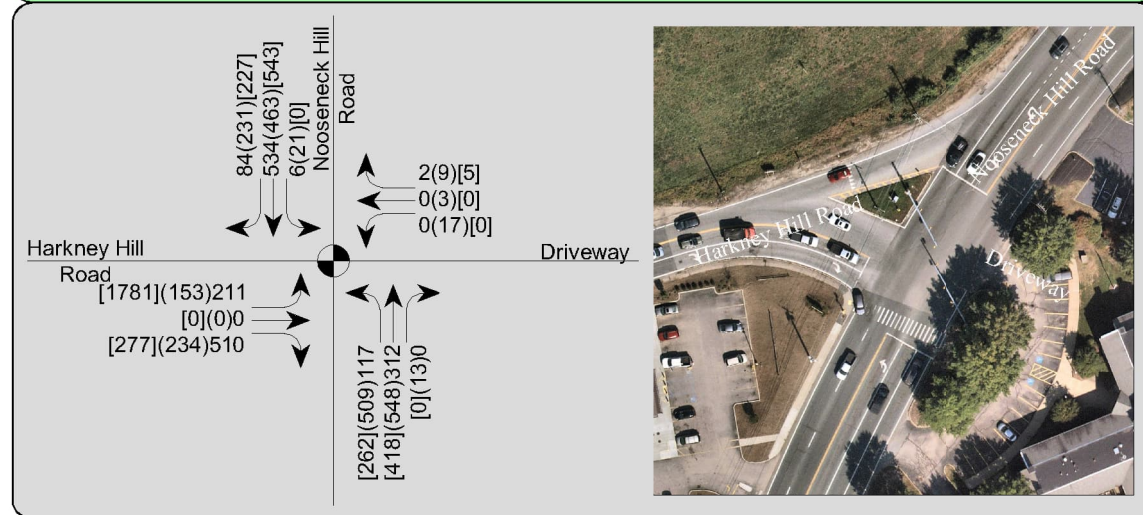 Nooseneck Hill
Road
84(231)[227]
534(463)[543]
6(21)[0]
2(9)[5]
0(3)[0]
0(17)[0]
Harkney Hill
Road
Driveway
[1781](153)211
[0](0)0
[277](234)510
[262](509)117
[418](548)312
[0](13)0
Nooseneck Hill Road
Harkney Hill Road
Driveway